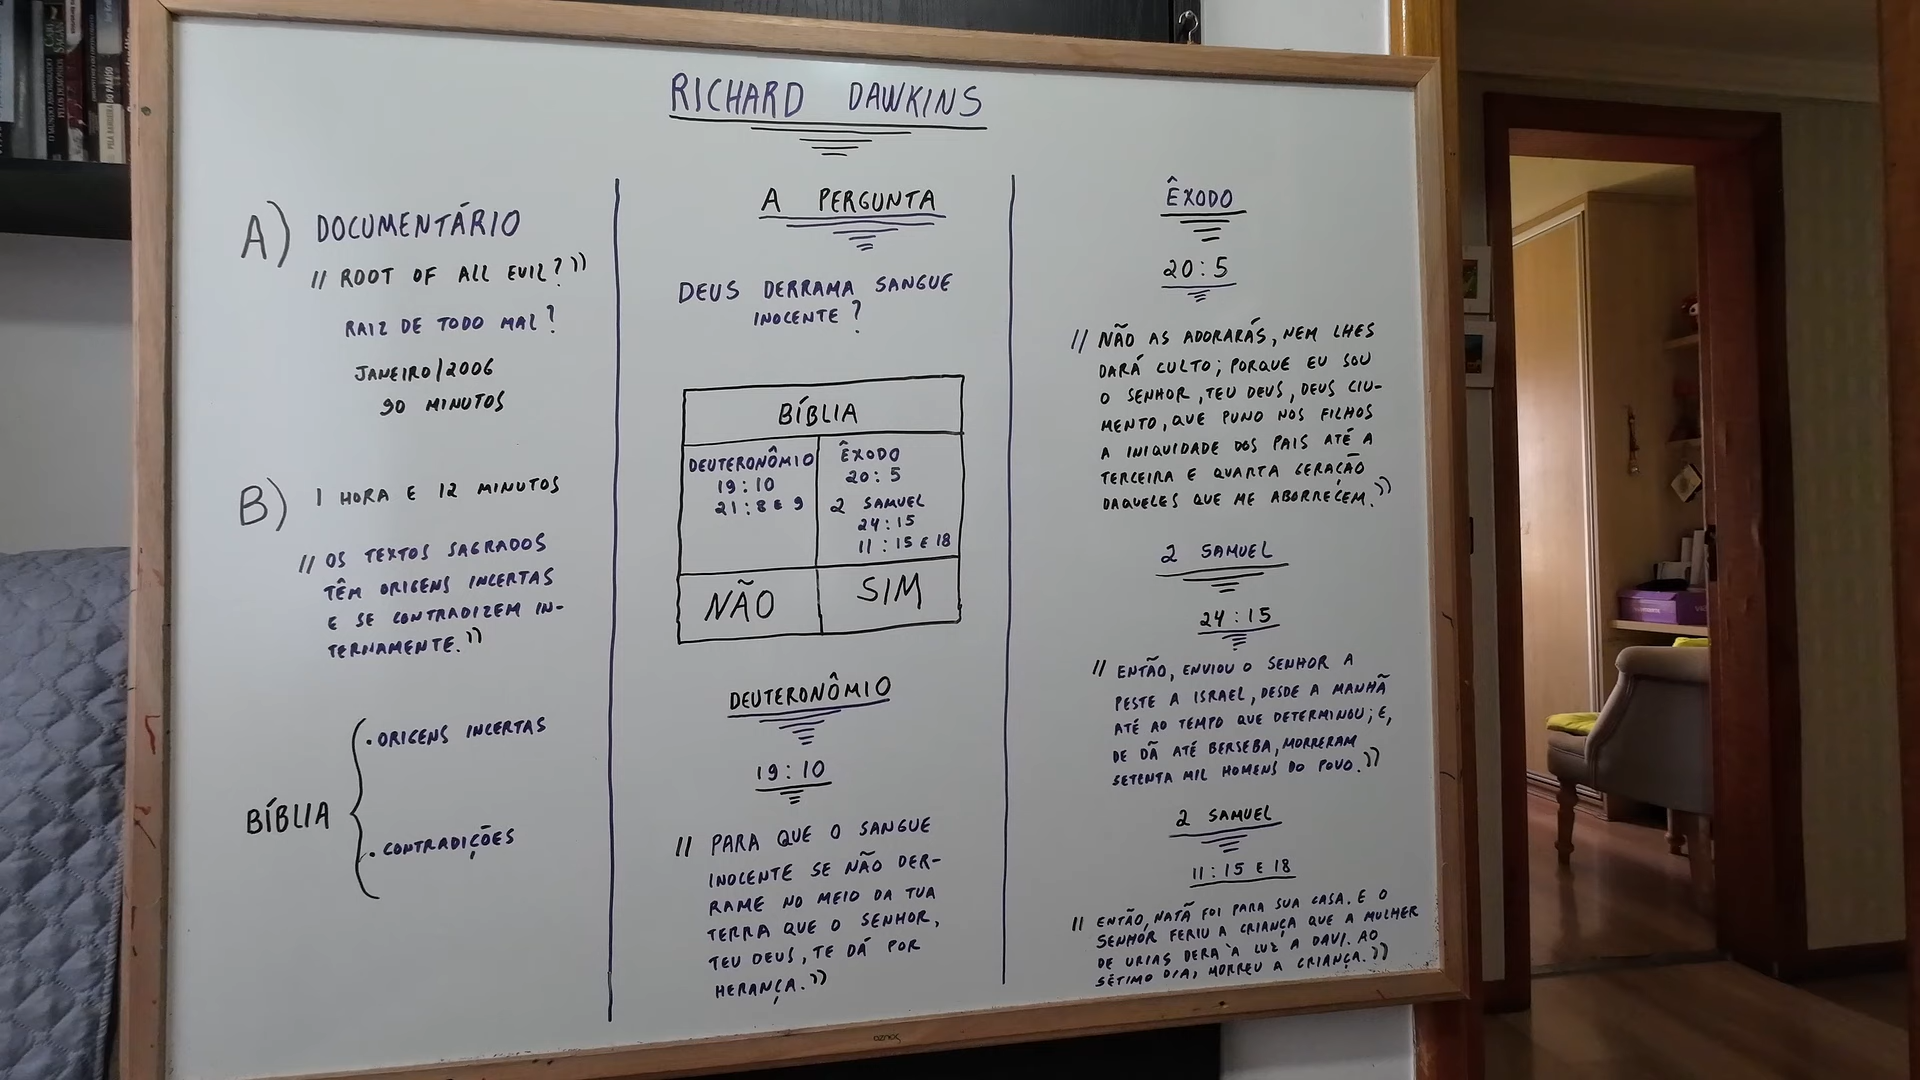 RICHARD DAWKINS
A) DOCUMENTÁRIO
"ROOT OF ALL EVIL?"
RAIZ DE TODO MAL?
JANEIRO/2006
90 MINUTOS
B) 1 HORA E 12 MINUTOS
"OS TEXTOS SAGRADOS
TÊM ORIGENS INCERTAS
E SE CONTRADIZEM IN-
TERNAMENTE."
BÍBLIA
• ORIGENS INCERTAS
• CONTRADIÇÕES
A PERGUNTA
DEUS DERRAMA SANGUE
INOCENTE?
BÍBLIA
DEUTERONÔMIO
19:10
21:8 E 9
NÃO
ÊXODO
20:5
2 SAMUEL
24:15
11:15 E 18
SIM
DEUTERONÔMIO
19:10
"PARA QUE O SANGUE
INOCENTE SE NÃO DER-
RAME NO MEIO DA TUA
TERRA QUE O SENHOR,
TEU DEUS, TE DÁ POR
HERANÇA."
ÊXODO
20:5
"NÃO AS ADORARÁS, NEM LHES
DARÁ CULTO; PORQUE EU SOU
O SENHOR, TEU DEUS, DEUS CIU-
MENTO, QUE PUNO NOS FILHOS
A INIQUIDADE DOS PAIS ATÉ A
TERCEIRA E QUARTA GERAÇÃO
DAQUELES QUE ME ABORRECEM."
2 SAMUEL
24:15
"ENTÃO, ENVIOU O SENHOR A
PESTE A ISRAEL, DESDE A MANHÃ
ATÉ AO TEMPO QUE DETERMINOU; E,
DE DÃ ATÉ BERSEBA, MORRERAM
SETENTA MIL HOMENS DO POVO."
2 SAMUEL
11:15 E 18
"ENTÃO, NATÃ FOI PARA SUA CASA. E O
SENHOR FERIU A CRIANÇA QUE A MULHER
DE URIAS DERA À LUZ A DAVI. AO
SÉTIMO DIA, MORREU A CRIANÇA."
CARL SAGAN
O MUNDO ASSOMBRADO
PELOS DEMÔNIOS